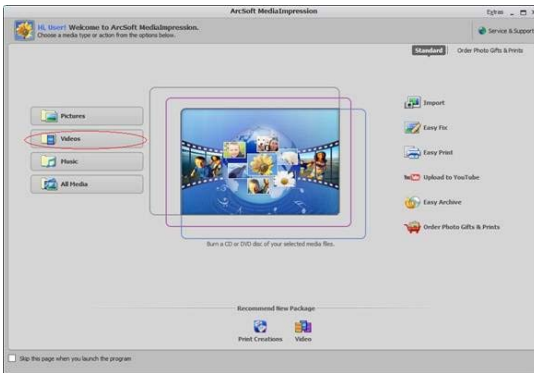 ArcSoft MediaImpression
Extras
Hi, User! Welcome to ArcSoft MediaImpression.
Choose a media type or action from the options below.
Service & Support
Standard
Order Photo Gifts & Prints
Pictures
Videos
Music
All Media
Import
Easy Fix
Easy Print
You Tube Upload to YouTube
Easy Archive
Order Photo Gifts & Prints
Burn a CD or DVD disc of your selected media files.
Recommend New Package
Print Creations
Video
Skip this page when you launch the program